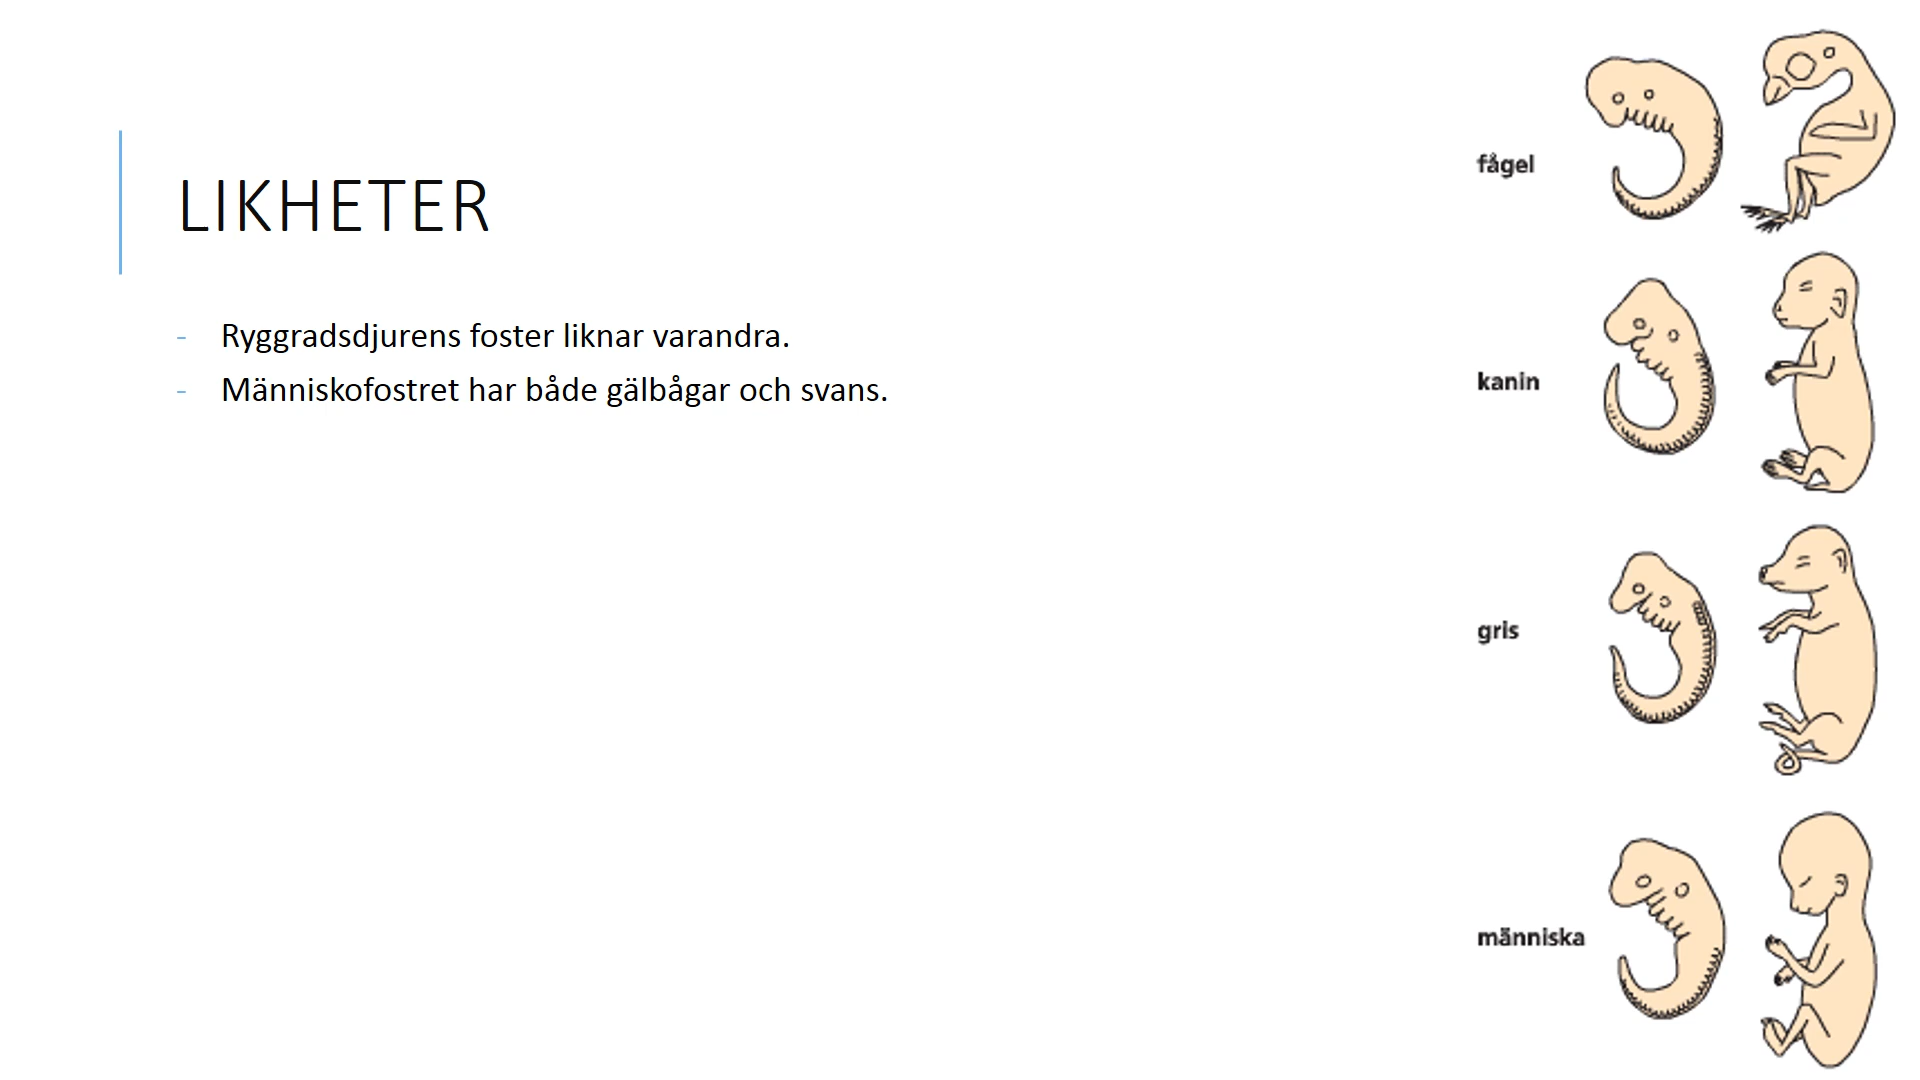 LIKHETER
- Ryggradsdjurens foster liknar varandra.
- Människofostret har både gälbågar och svans.
fågel
kanin
gris
människa